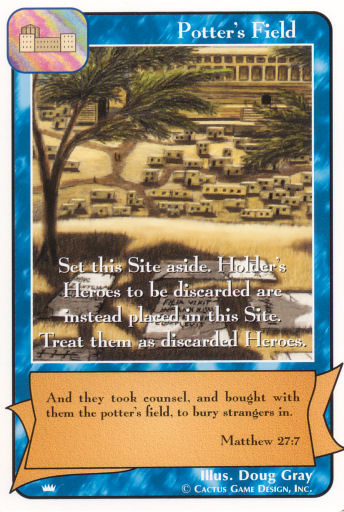 Potter's Field
Set this Site aside. Holder's
Heroes to be discarded are
instead placed in this Site.
Treat them as discarded Heroes.
And they took counsel, and bought with
them the potter's field, to bury strangers in.
Matthew 27:7
Illus. Doug Gray
© Cactus Game Design, Inc.